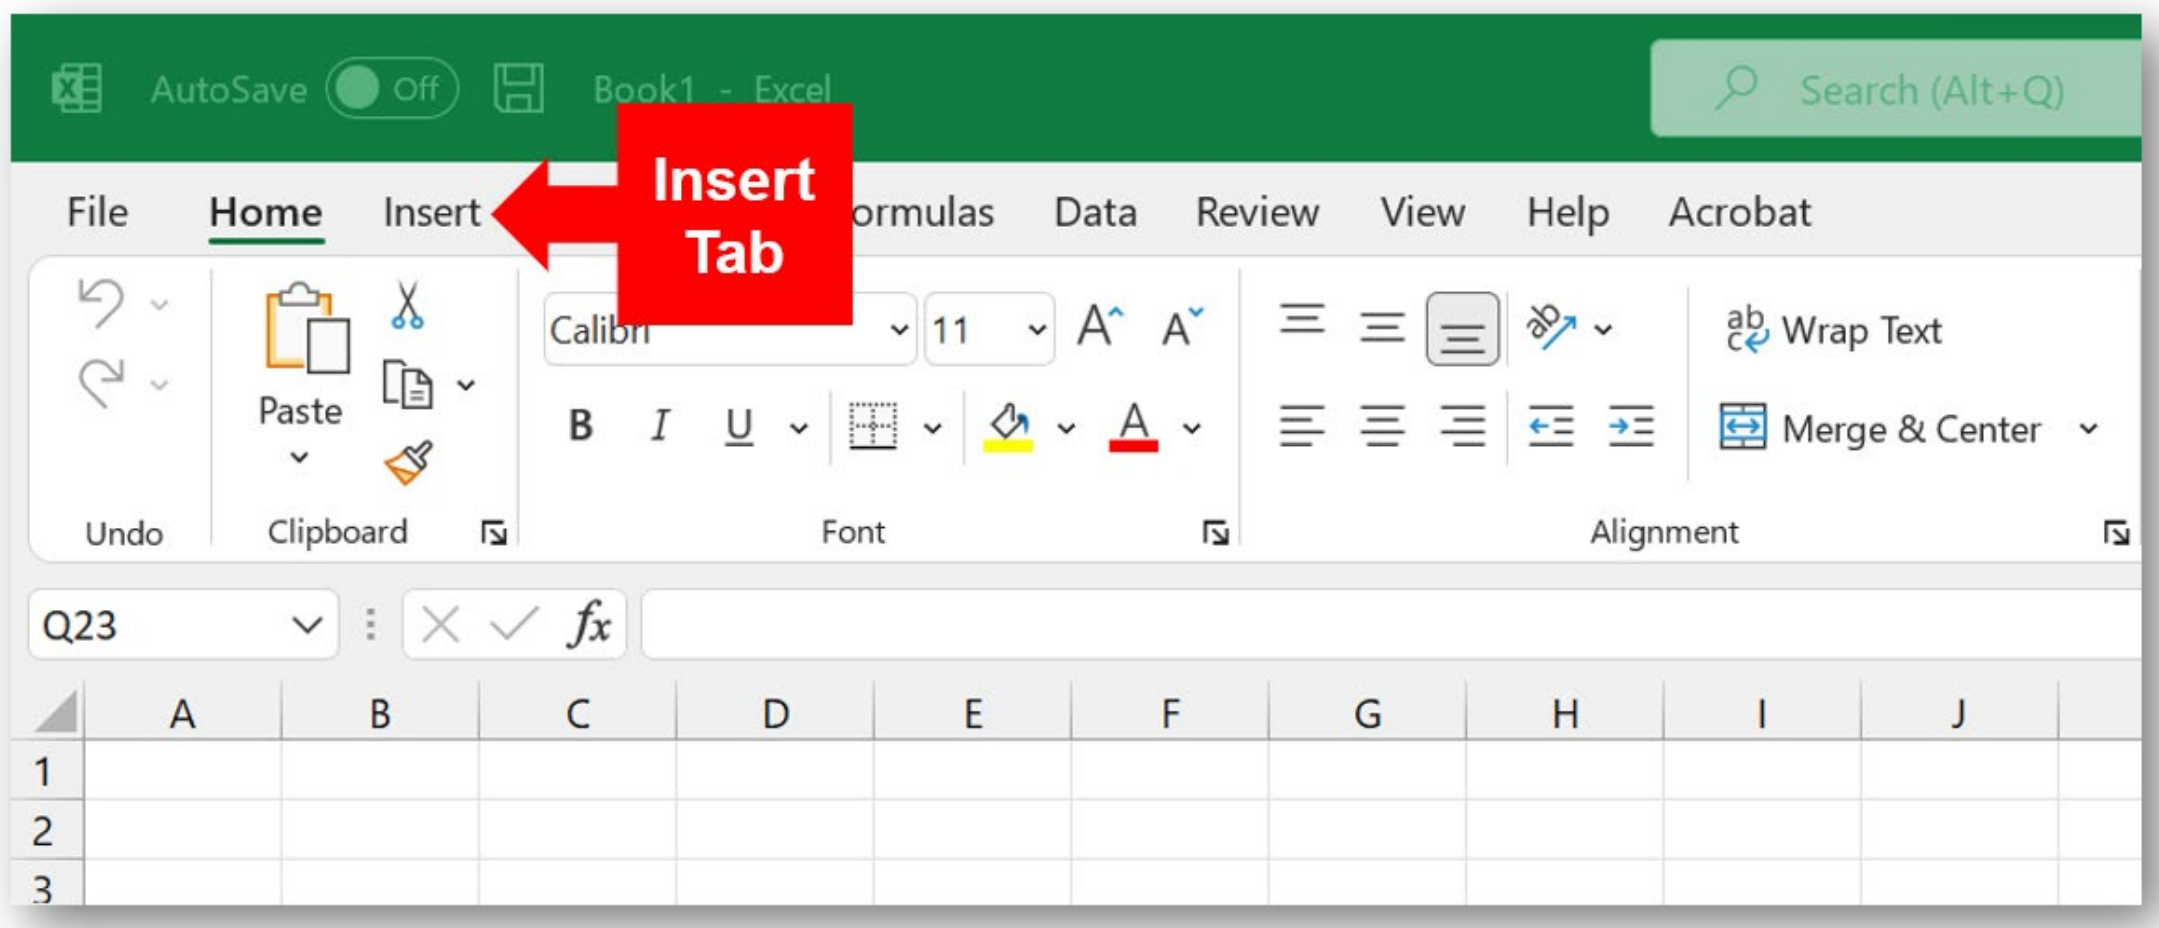 AutoSave Off Book1 - Excel Search (Alt+Q)
Insert
Tab
File Home Insert ormulas Data Review View Help Acrobat
Calibri 11 Wrap Text
Paste B I U A Merge & Center
Undo Clipboard Font Alignment
Q23 fx
A B C D E F G H I J
1
2
3